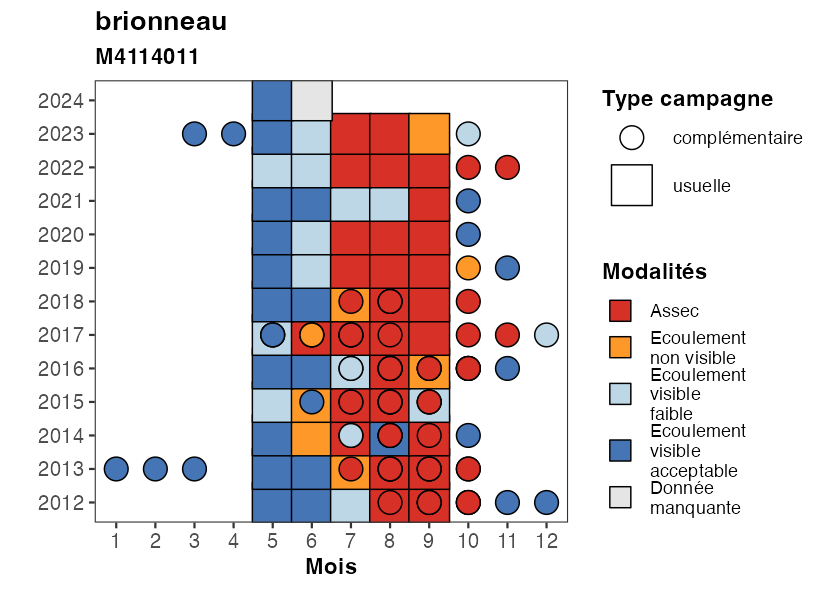 brionneau
M4114011
2024
2023
2022
2021
2020
2019
2018
2017
2016
2015
2014
2013
2012
1 2 3 4 5 6 7 8 9 10 11 12
Mois
Type campagne
complémentaire
usuelle
Modalités
Assec
Ecoulement
non visible
Ecoulement
visible
faible
Ecoulement
visible
acceptable
Donnée
manquante